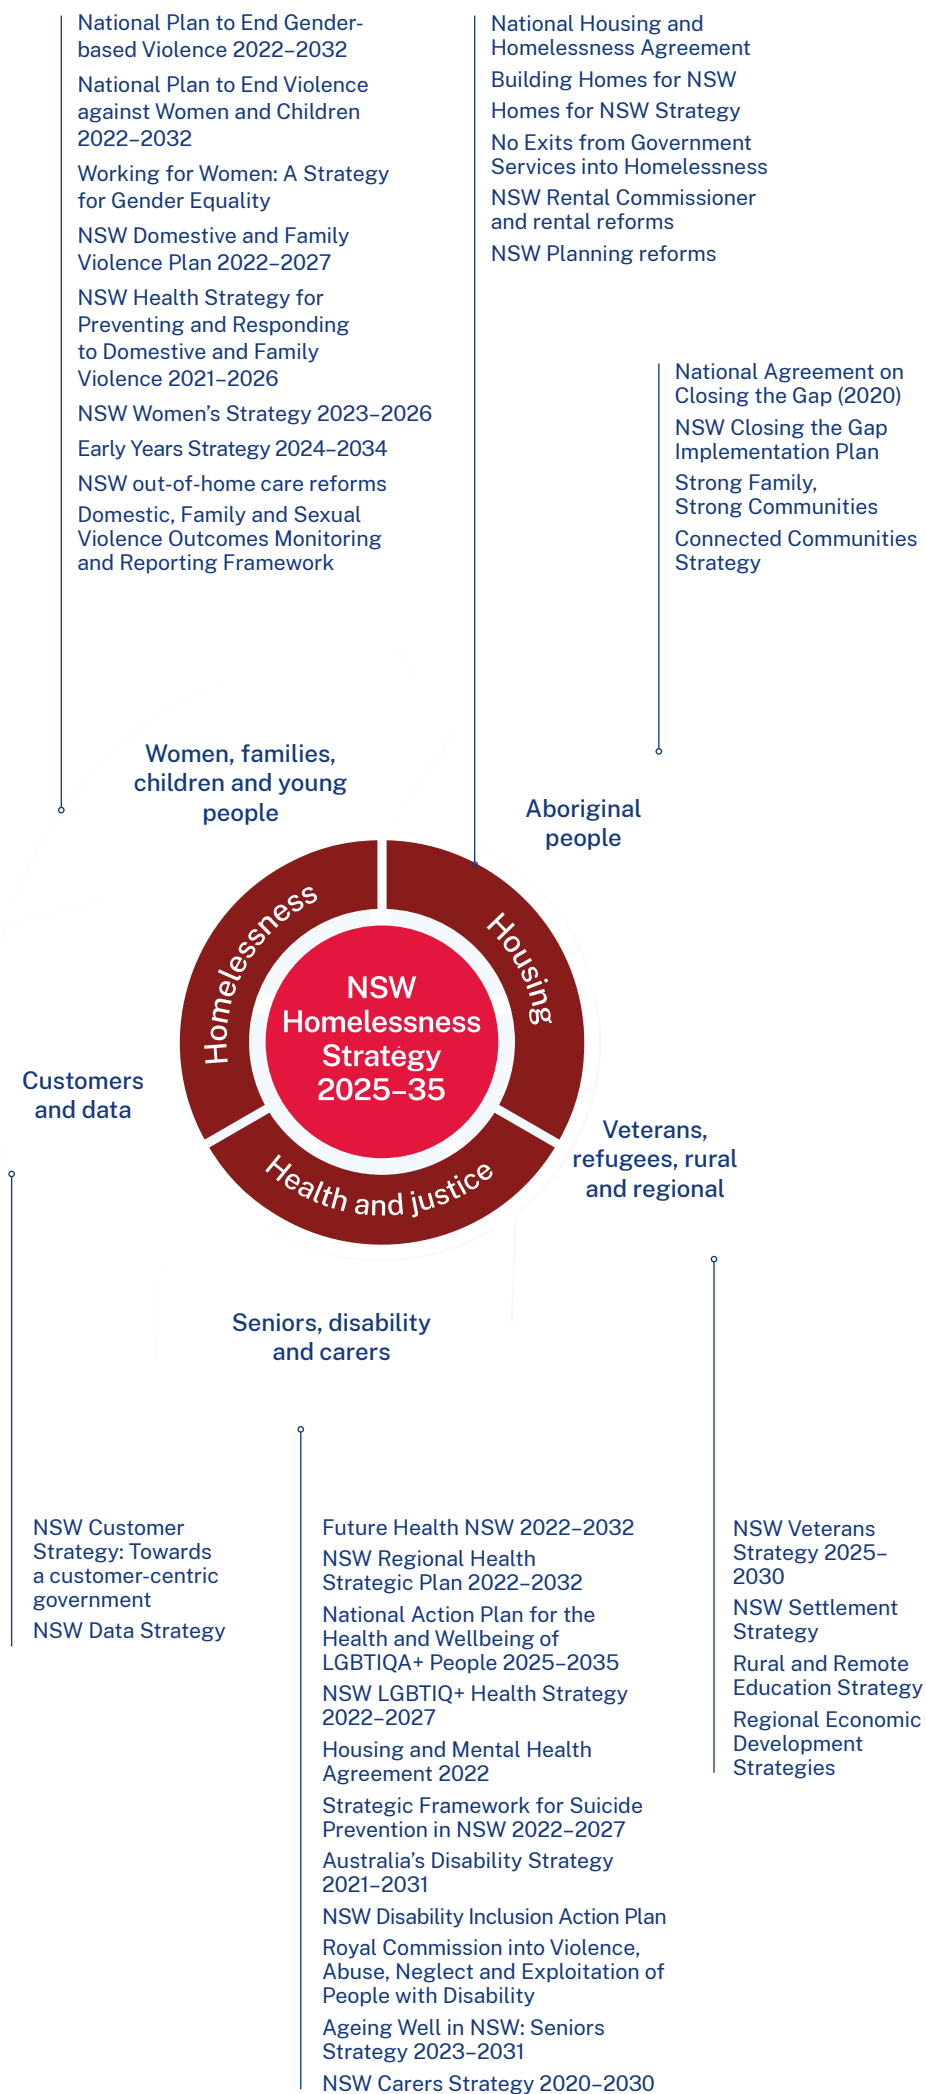 National Plan to End Gender-
based Violence 2022–2032
National Plan to End Violence
against Women and Children
2022–2032
Working for Women: A Strategy
for Gender Equality
NSW Domestive and Family
Violence Plan 2022–2027
NSW Health Strategy for
Preventing and Responding
to Domestive and Family
Violence 2021–2026
NSW Women’s Strategy 2023–2026
Early Years Strategy 2024–2034
NSW out-of-home care reforms
Domestic, Family and Sexual
Violence Outcomes Monitoring
and Reporting Framework
National Housing and
Homelessness Agreement
Building Homes for NSW
Homes for NSW Strategy
No Exits from Government
Services into Homelessness
NSW Rental Commissioner
and rental reforms
NSW Planning reforms
National Agreement on
Closing the Gap (2020)
NSW Closing the Gap
Implementation Plan
Strong Family,
Strong Communities
Connected Communities
Strategy
Women, families,
children and young
people
Aboriginal
people
Homelessness
Housing
NSW
Homelessness
Strategy
2025–35
Health and justice
Customers
and data
Veterans,
refugees, rural
and regional
Seniors, disability
and carers
NSW Customer
Strategy: Towards
a customer-centric
government
NSW Data Strategy
Future Health NSW 2022–2032
NSW Regional Health
Strategic Plan 2022–2032
National Action Plan for the
Health and Wellbeing of
LGBTIQA+ People 2025–2035
NSW LGBTIQ+ Health Strategy
2022–2027
Housing and Mental Health
Agreement 2022
Strategic Framework for Suicide
Prevention in NSW 2022–2027
Australia’s Disability Strategy
2021–2031
NSW Disability Inclusion Action Plan
Royal Commission into Violence,
Abuse, Neglect and Exploitation of
People with Disability
Ageing Well in NSW: Seniors
Strategy 2023–2031
NSW Carers Strategy 2020–2030
NSW Veterans
Strategy 2025–
2030
NSW Settlement
Strategy
Rural and Remote
Education Strategy
Regional Economic
Development
Strategies